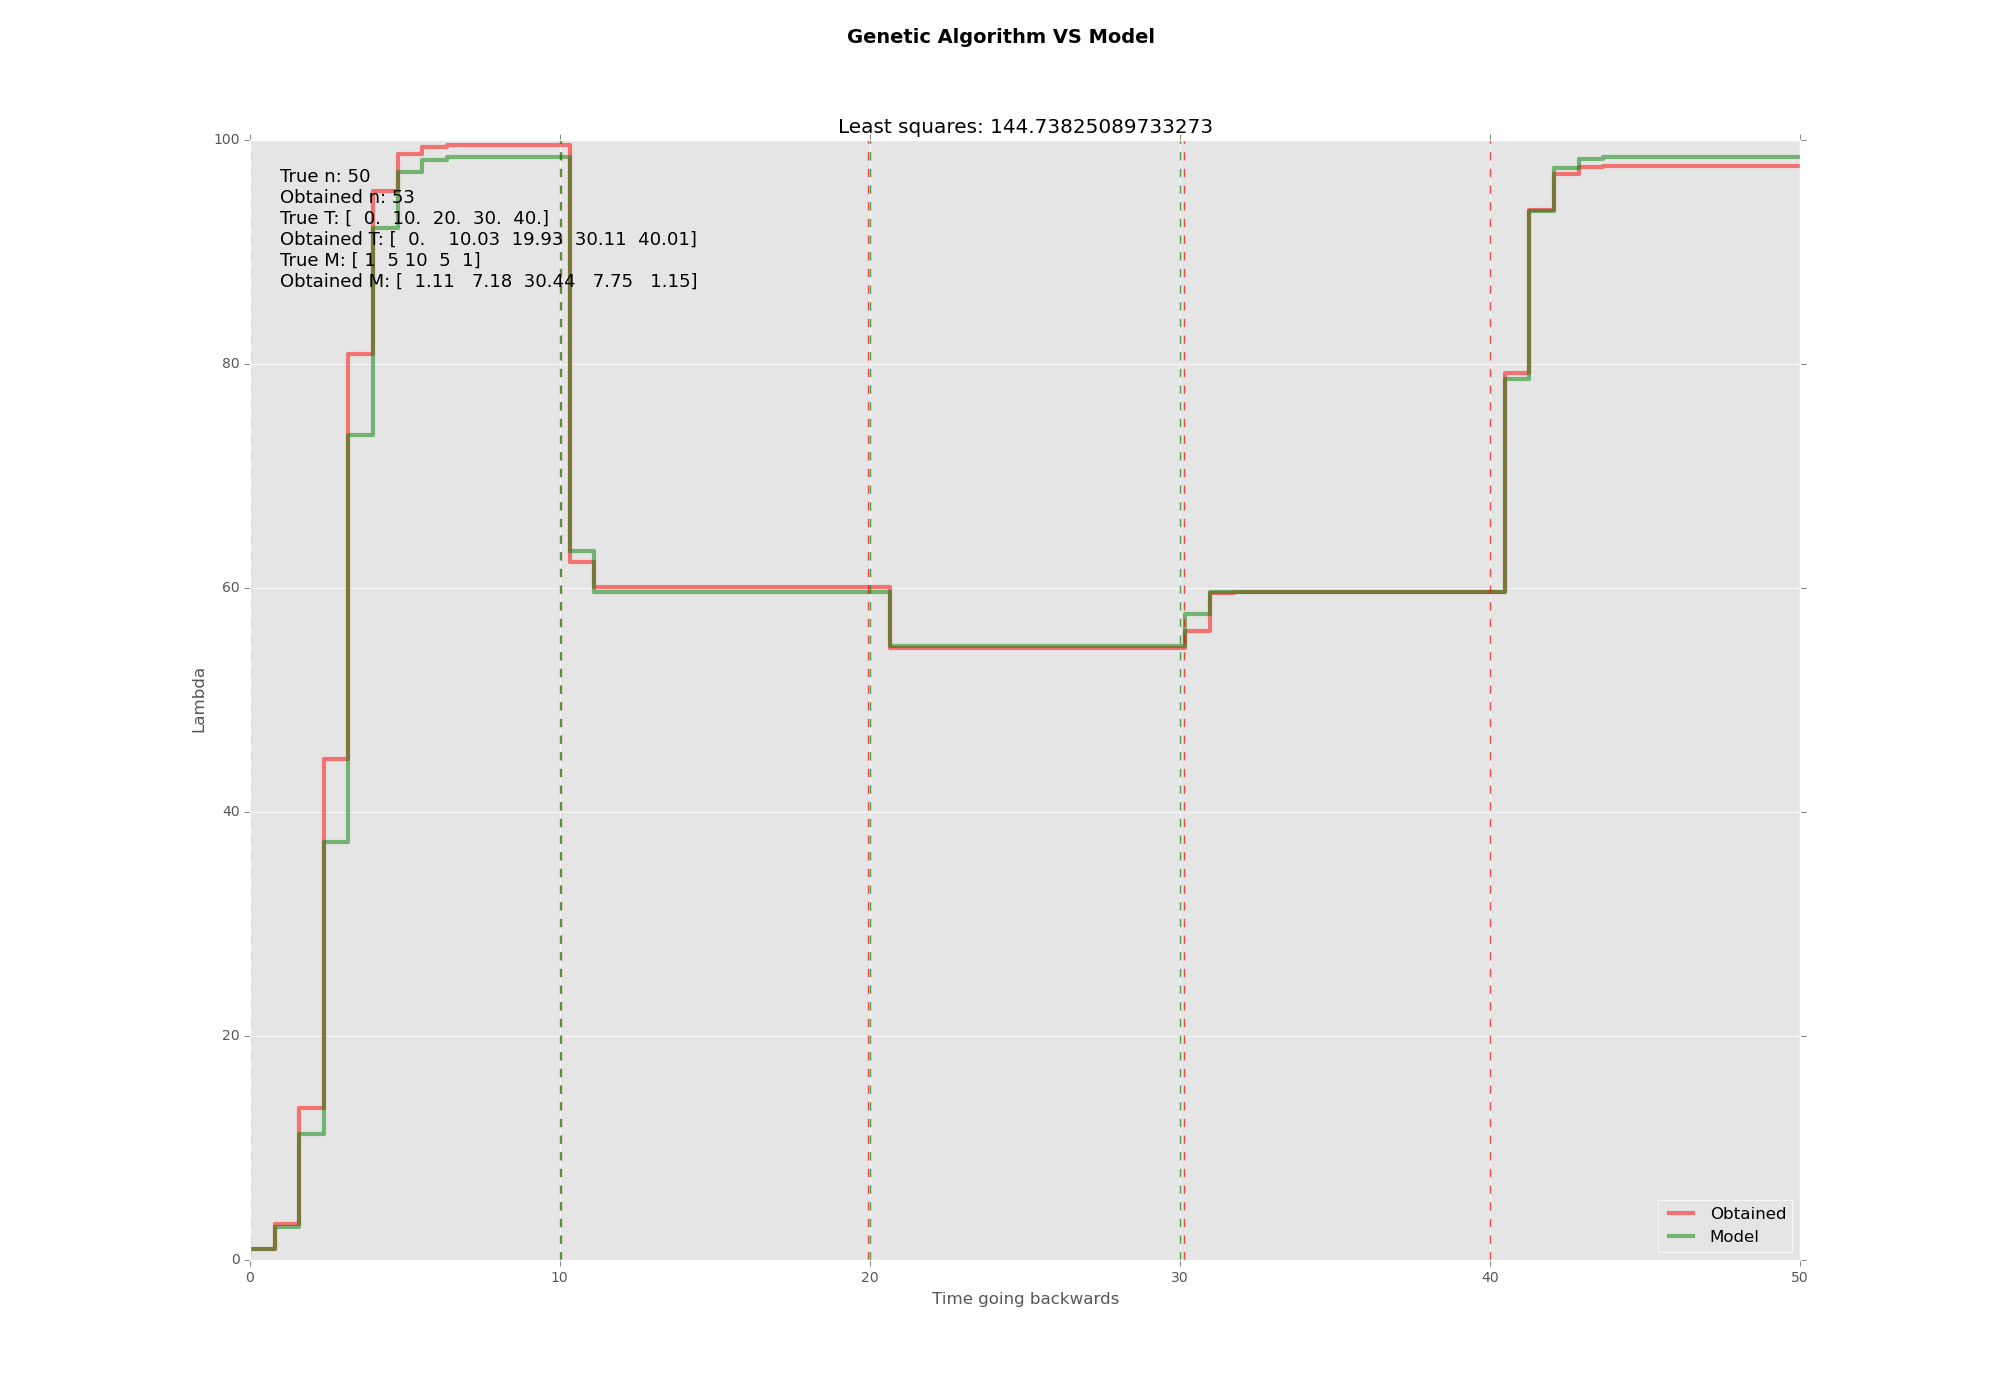 Genetic Algorithm VS Model
Least squares: 144.73825089733273
100
80
60
40
20
0
True n: 50
Obtained n: 53
True T: [  0.  10.  20.  30.  40.]
Obtained T: [  0.    10.03  19.93  30.11  40.01]
True M: [ 1  5 10  5  1]
Obtained M: [  1.11   7.18  30.44   7.75   1.15]
Lambda
Obtained
Model
0 10 20 30 40 50
Time going backwards